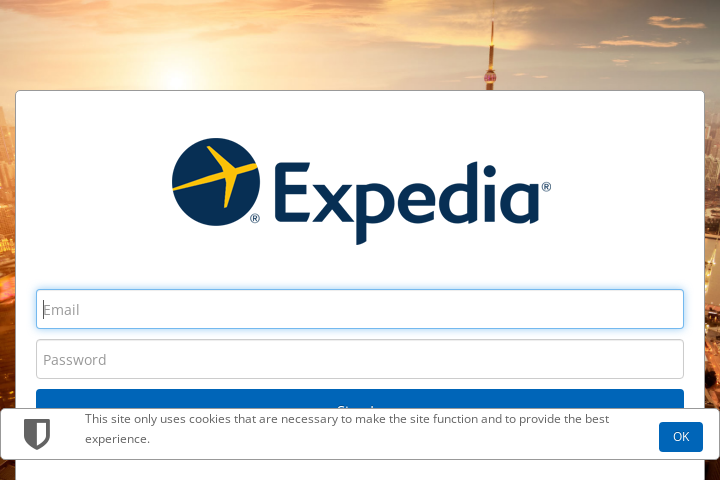 Expedia®
®
Email
Password
This site only uses cookies that are necessary to make the site function and to provide the best
experience.
OK